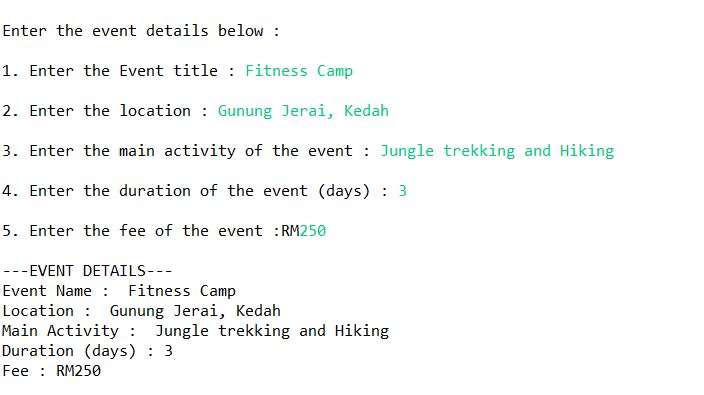 Enter the event details below :
1. Enter the Event title : Fitness Camp
2. Enter the location : Gunung Jerai, Kedah
3. Enter the main activity of the event : Jungle trekking and Hiking
4. Enter the duration of the event (days) : 3
5. Enter the fee of the event :RM250
---EVENT DETAILS---
Event Name :  Fitness Camp
Location :  Gunung Jerai, Kedah
Main Activity :  Jungle trekking and Hiking
Duration (days) : 3
Fee : RM250